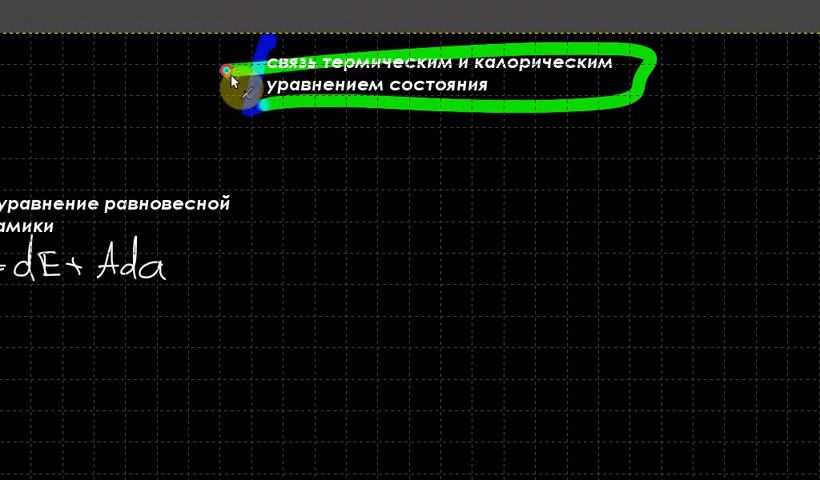 связь термическим и калорическим
уравнением состояния
уравнение равновесной
амики
= dE + Ada